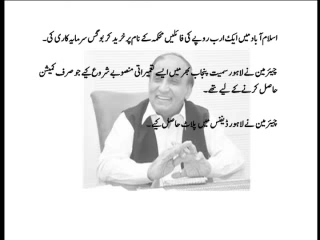 اسلام آباد میں ایک ارب روپے کی فائلیں محکمہ کے نام پر خرید کر بوگس سرمایہ کاری کی۔
چیئرمین نے لاہور سمیت پنجاب بھر میں ایسے تعمیراتی منصوبے شروع کیے جو صرف کمیشن
حاصل کرنے کے لیے تھے۔
چیئرمین نے لاہور ڈیفنس میں پلاٹ حاصل کیے۔